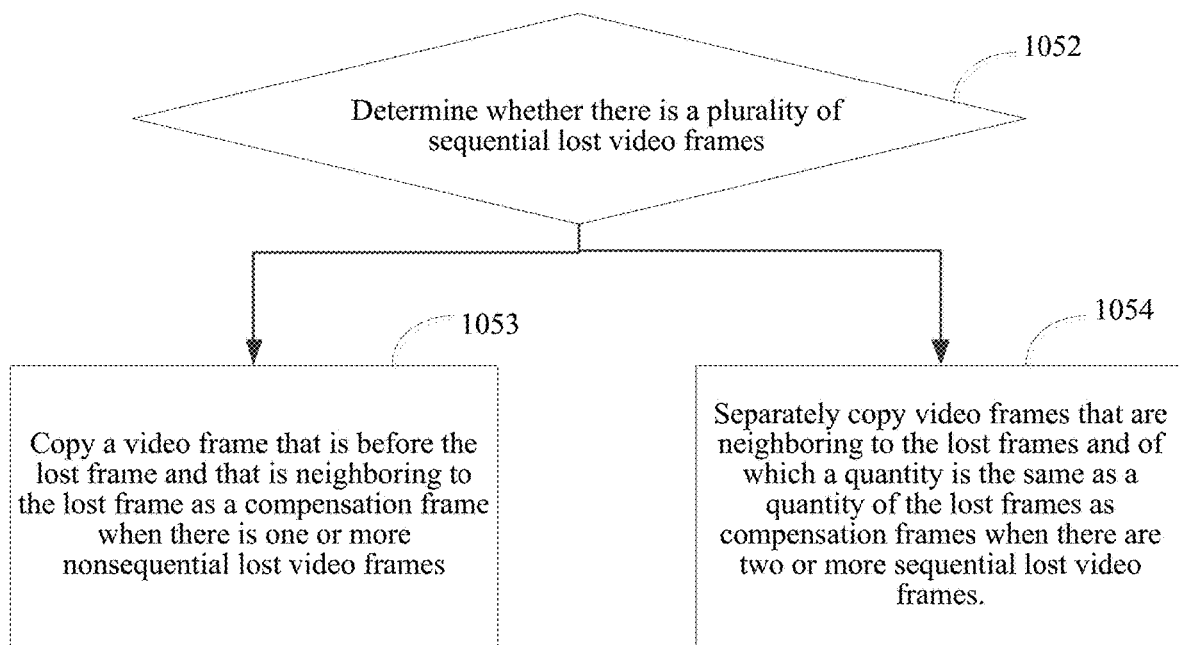 1052
Determine whether there is a plurality of
sequential lost video frames
1053
1054
Copy a video frame that is before the
lost frame and that is neighboring to
the lost frame as a compensation frame
when there is one or more
nonsequential lost video frames
Separately copy video frames that are
neighboring to the lost frames and of
which a quantity is the same as a
quantity of the lost frames as
compensation frames when there are
two or more sequential lost video
frames.